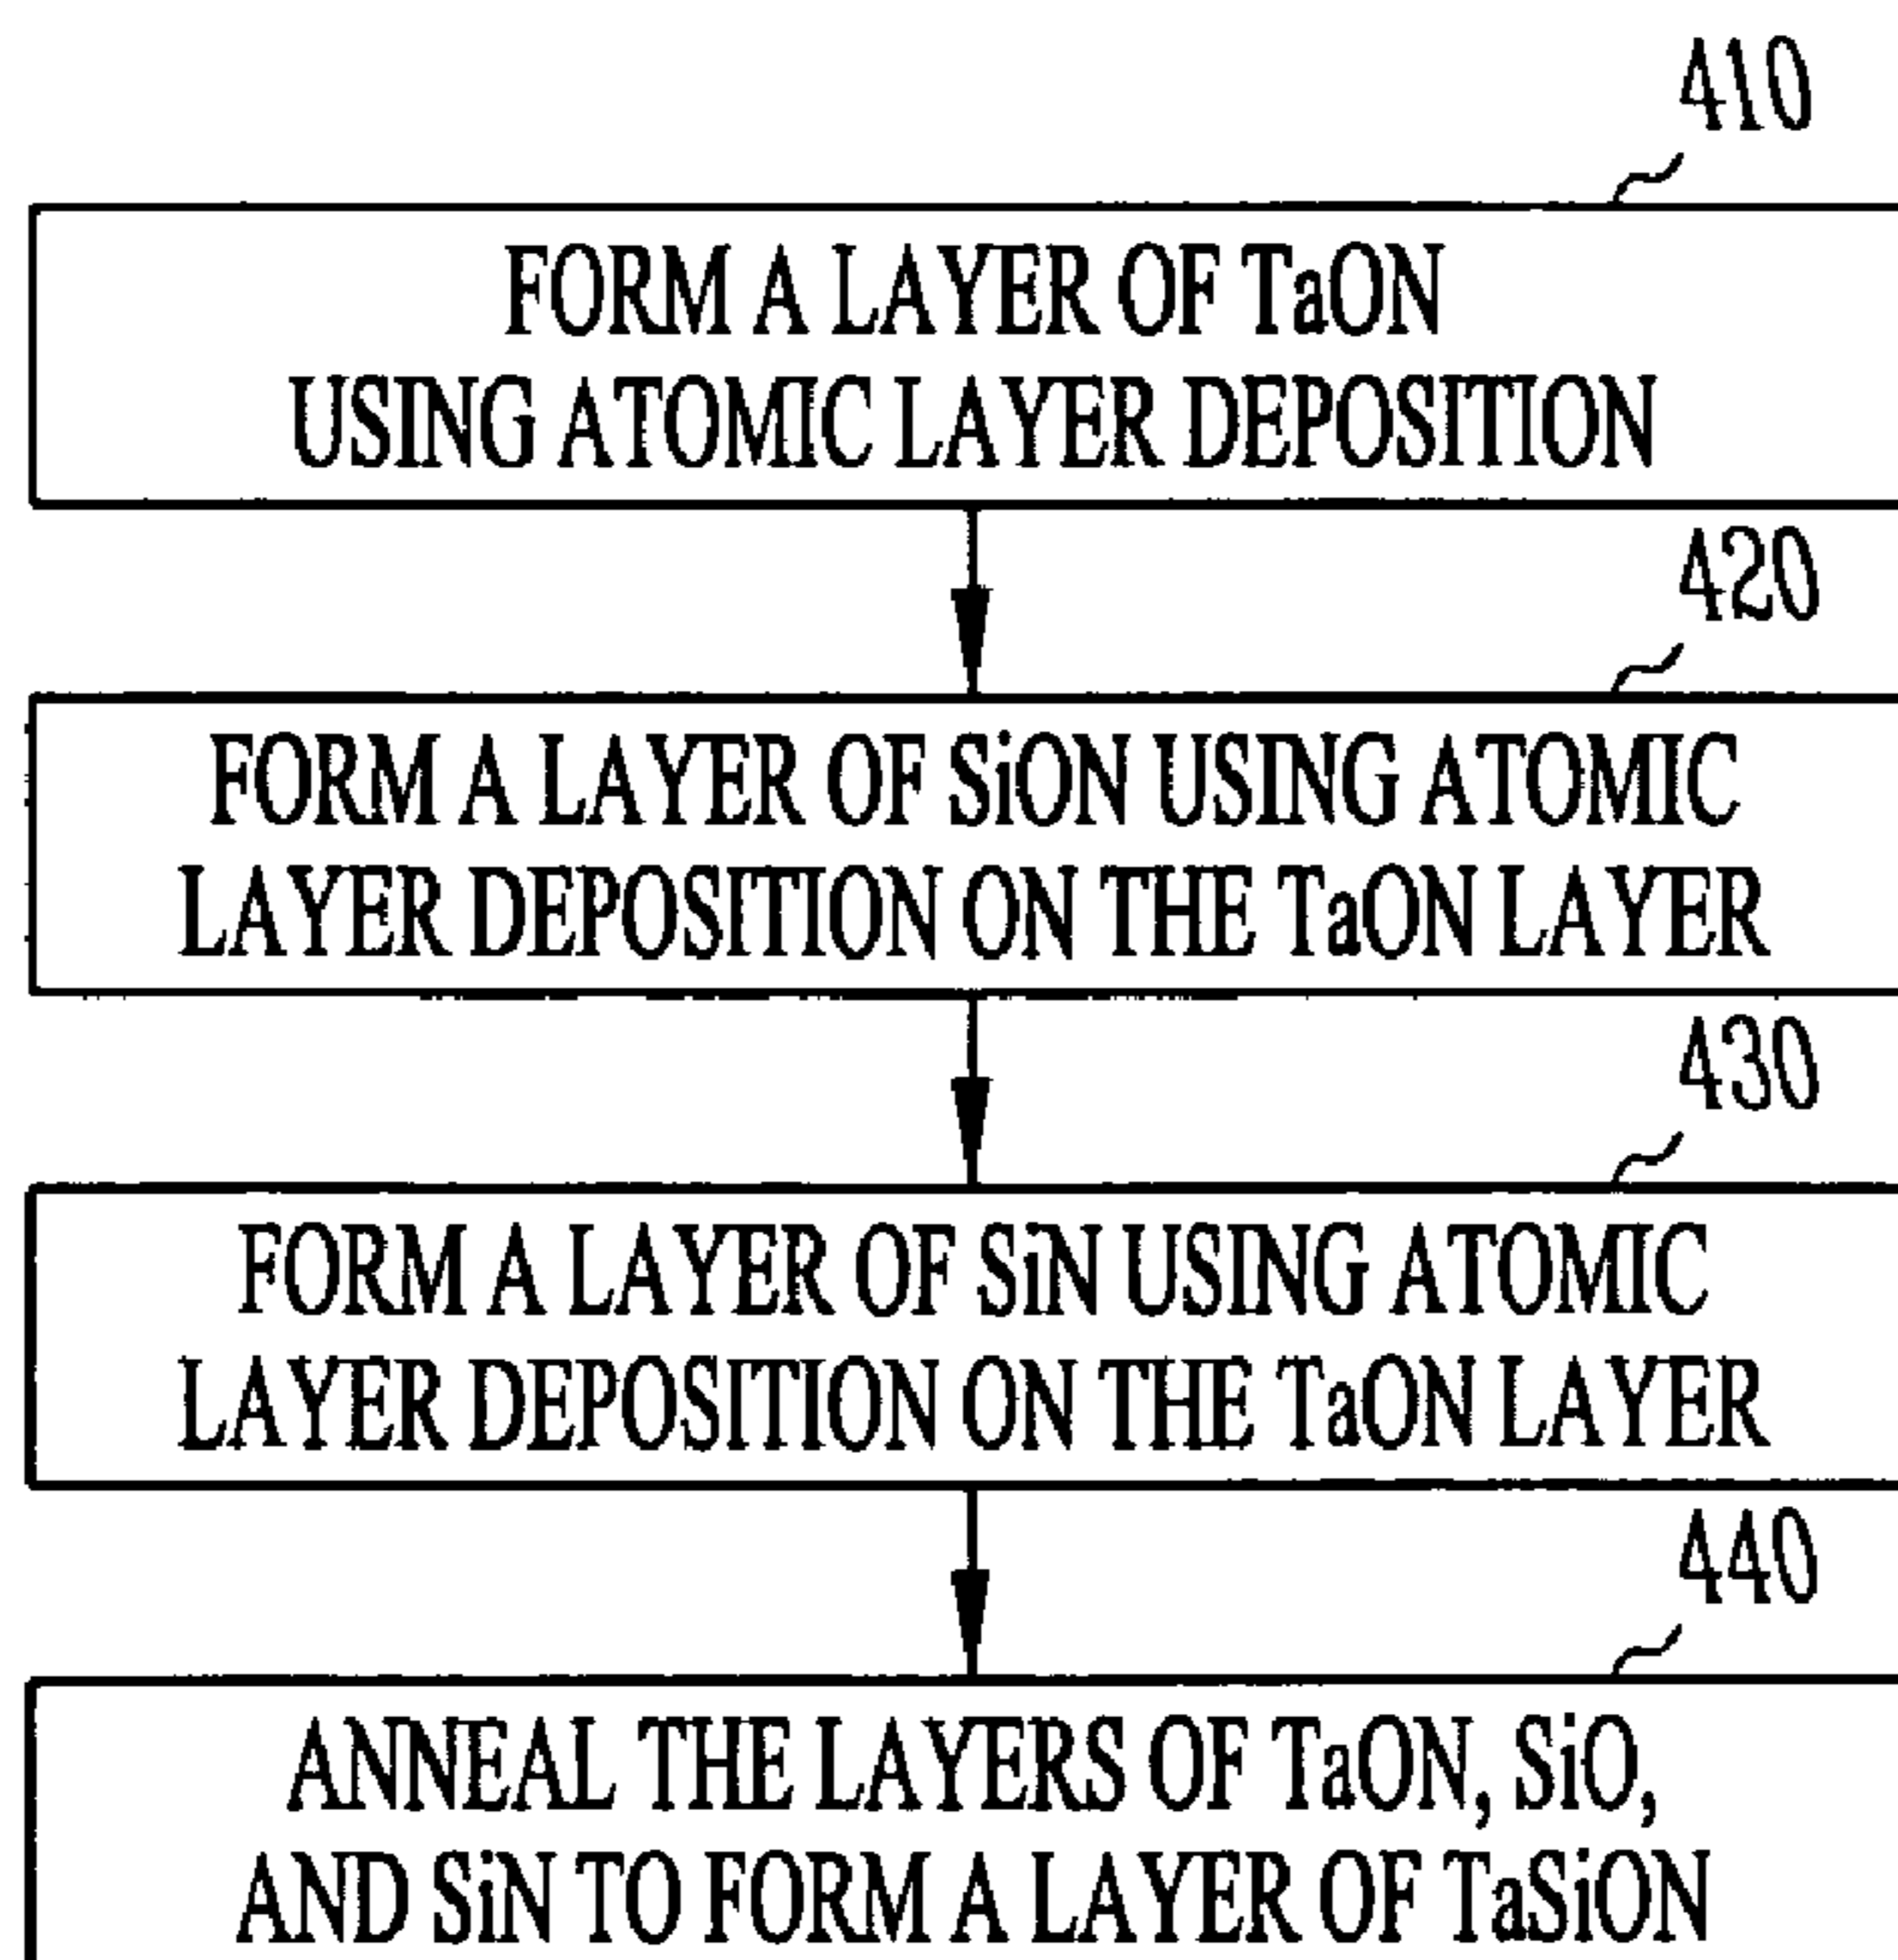 410
FORM A LAYER OF TaON
USING ATOMIC LAYER DEPOSITION
420
FORM A LAYER OF SiON USING ATOMIC
LAYER DEPOSITION ON THE TaON LAYER
430
FORM A LAYER OF SiN USING ATOMIC
LAYER DEPOSITION ON THE TaON LAYER
440
ANNEAL THE LAYERS OF TaON, SiO,
AND SiN TO FORM A LAYER OF TaSiON